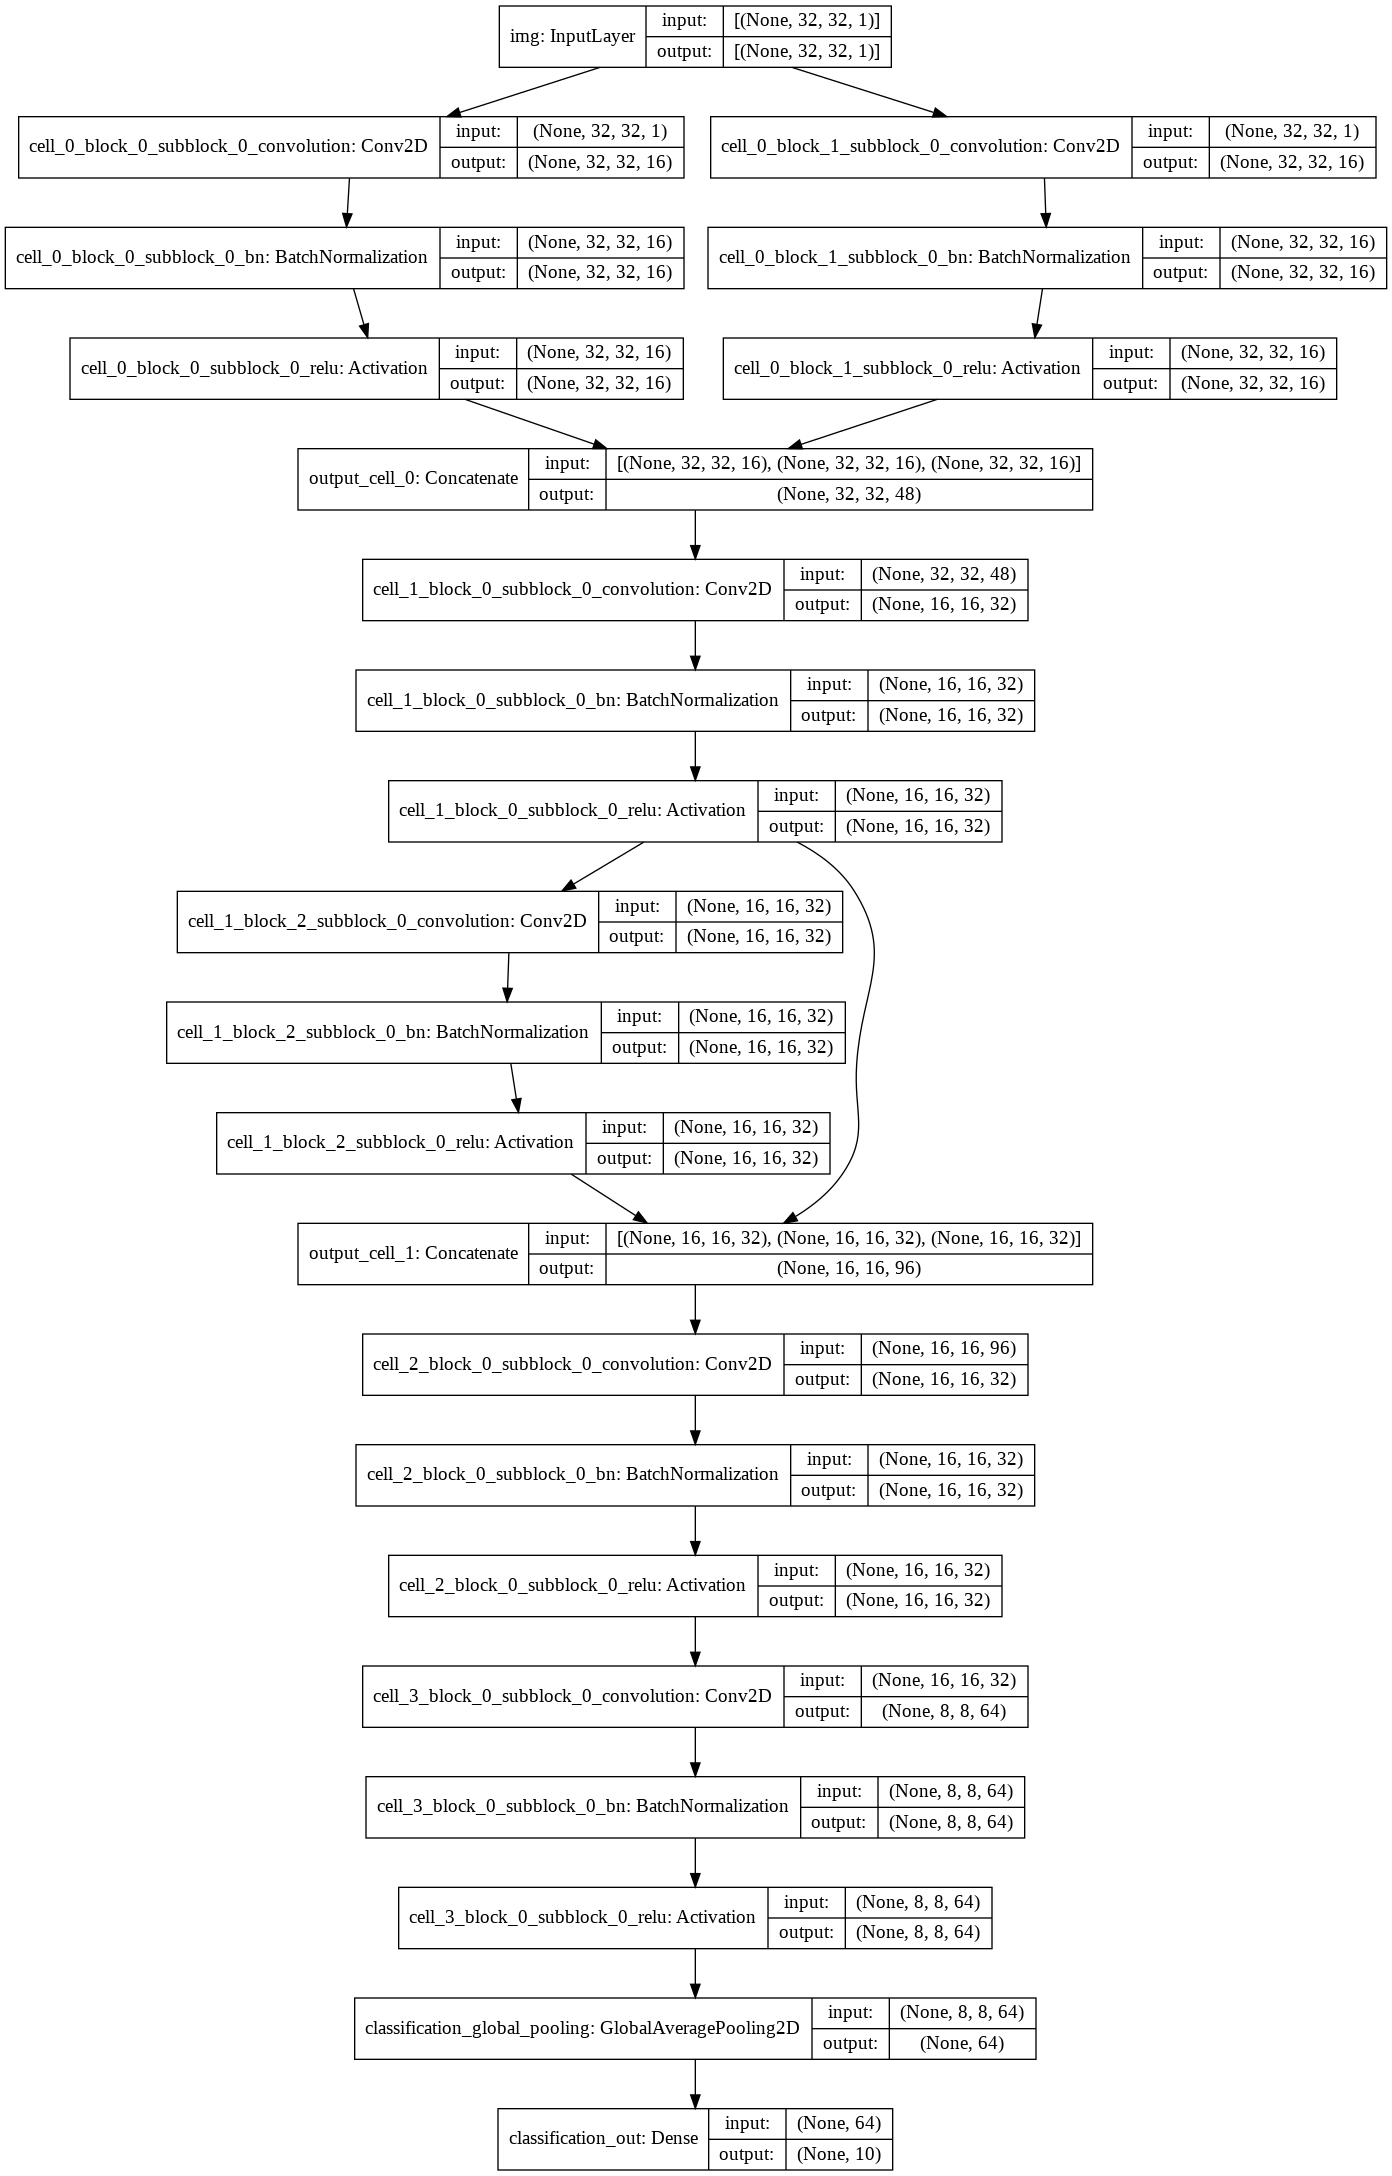 img: InputLayer
input: [(None, 32, 32, 1)]
output: [(None, 32, 32, 1)]
cell_0_block_0_subblock_0_convolution: Conv2D
input: (None, 32, 32, 1)
output: (None, 32, 32, 16)
cell_0_block_1_subblock_0_convolution: Conv2D
input: (None, 32, 32, 1)
output: (None, 32, 32, 16)
cell_0_block_0_subblock_0_bn: BatchNormalization
input: (None, 32, 32, 16)
output: (None, 32, 32, 16)
cell_0_block_1_subblock_0_bn: BatchNormalization
input: (None, 32, 32, 16)
output: (None, 32, 32, 16)
cell_0_block_0_subblock_0_relu: Activation
input: (None, 32, 32, 16)
output: (None, 32, 32, 16)
cell_0_block_1_subblock_0_relu: Activation
input: (None, 32, 32, 16)
output: (None, 32, 32, 16)
output_cell_0: Concatenate
input: [(None, 32, 32, 16), (None, 32, 32, 16), (None, 32, 32, 16)]
output: (None, 32, 32, 48)
cell_1_block_0_subblock_0_convolution: Conv2D
input: (None, 32, 32, 48)
output: (None, 16, 16, 32)
cell_1_block_0_subblock_0_bn: BatchNormalization
input: (None, 16, 16, 32)
output: (None, 16, 16, 32)
cell_1_block_0_subblock_0_relu: Activation
input: (None, 16, 16, 32)
output: (None, 16, 16, 32)
cell_1_block_2_subblock_0_convolution: Conv2D
input: (None, 16, 16, 32)
output: (None, 16, 16, 32)
cell_1_block_2_subblock_0_bn: BatchNormalization
input: (None, 16, 16, 32)
output: (None, 16, 16, 32)
cell_1_block_2_subblock_0_relu: Activation
input: (None, 16, 16, 32)
output: (None, 16, 16, 32)
output_cell_1: Concatenate
input: [(None, 16, 16, 32), (None, 16, 16, 32), (None, 16, 16, 32)]
output: (None, 16, 16, 96)
cell_2_block_0_subblock_0_convolution: Conv2D
input: (None, 16, 16, 96)
output: (None, 16, 16, 32)
cell_2_block_0_subblock_0_bn: BatchNormalization
input: (None, 16, 16, 32)
output: (None, 16, 16, 32)
cell_2_block_0_subblock_0_relu: Activation
input: (None, 16, 16, 32)
output: (None, 16, 16, 32)
cell_3_block_0_subblock_0_convolution: Conv2D
input: (None, 16, 16, 32)
output: (None, 8, 8, 64)
cell_3_block_0_subblock_0_bn: BatchNormalization
input: (None, 8, 8, 64)
output: (None, 8, 8, 64)
cell_3_block_0_subblock_0_relu: Activation
input: (None, 8, 8, 64)
output: (None, 8, 8, 64)
classification_global_pooling: GlobalAveragePooling2D
input: (None, 8, 8, 64)
output: (None, 64)
classification_out: Dense
input: (None, 64)
output: (None, 10)